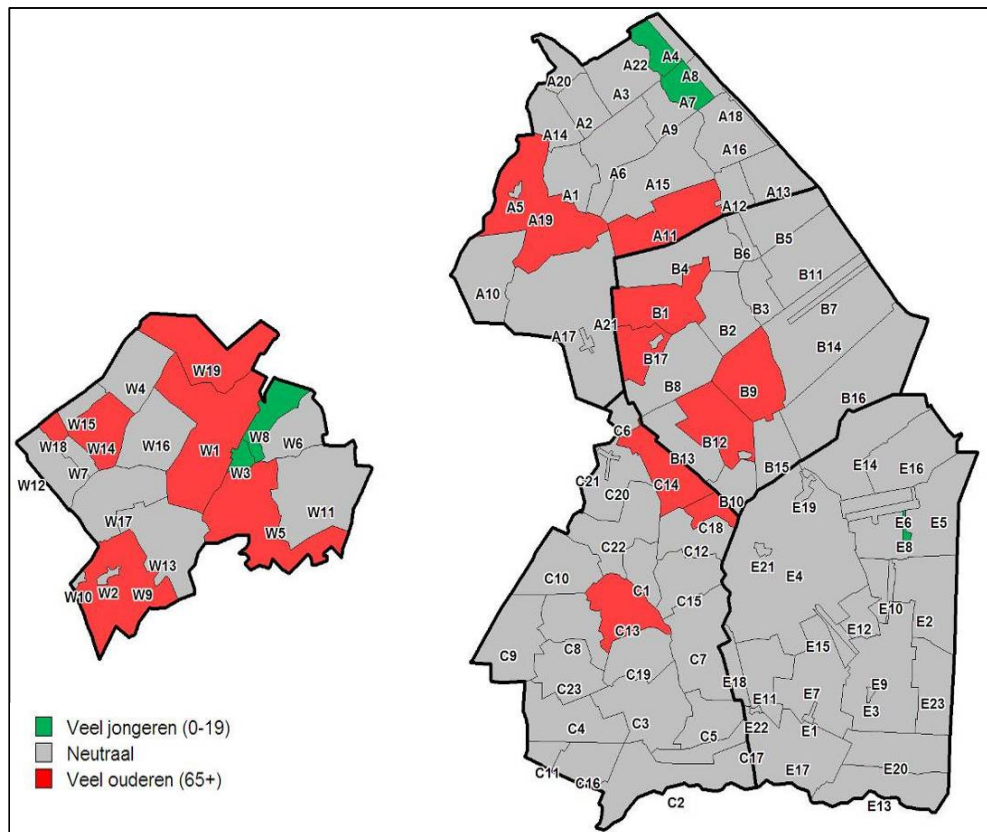 A4
A22
A8
A20
A3
A7
A18
A2
A14
A9
A16
A6
A15
A1
A13
A5
A12
A19
A11
B5
B6
B4
B11
A10
B3
B7
B1
A21
B2
A17
B14
B17
B8
B9
B16
W19
W4
C6
B12
W15
B13
W14
W8
W18
W16
W1
W6
B15
E14
E16
W7
W3
C21
C14
W12
C20
B10
E19
W11
W17
W5
C18
E6
E5
E8
C22
C12
W13
E21
E4
W10
W2
W9
C10
C1
C15
E10
E12
E2
C13
E15
C8
C9
C7
C19
E18
E9
C23
E11
E7
E3
E23
C4
C3
C5
E22
E1
C11
C16
C17
E17
E20
C2
E13
Veel jongeren (0-19)
Neutraal
Veel ouderen (65+)